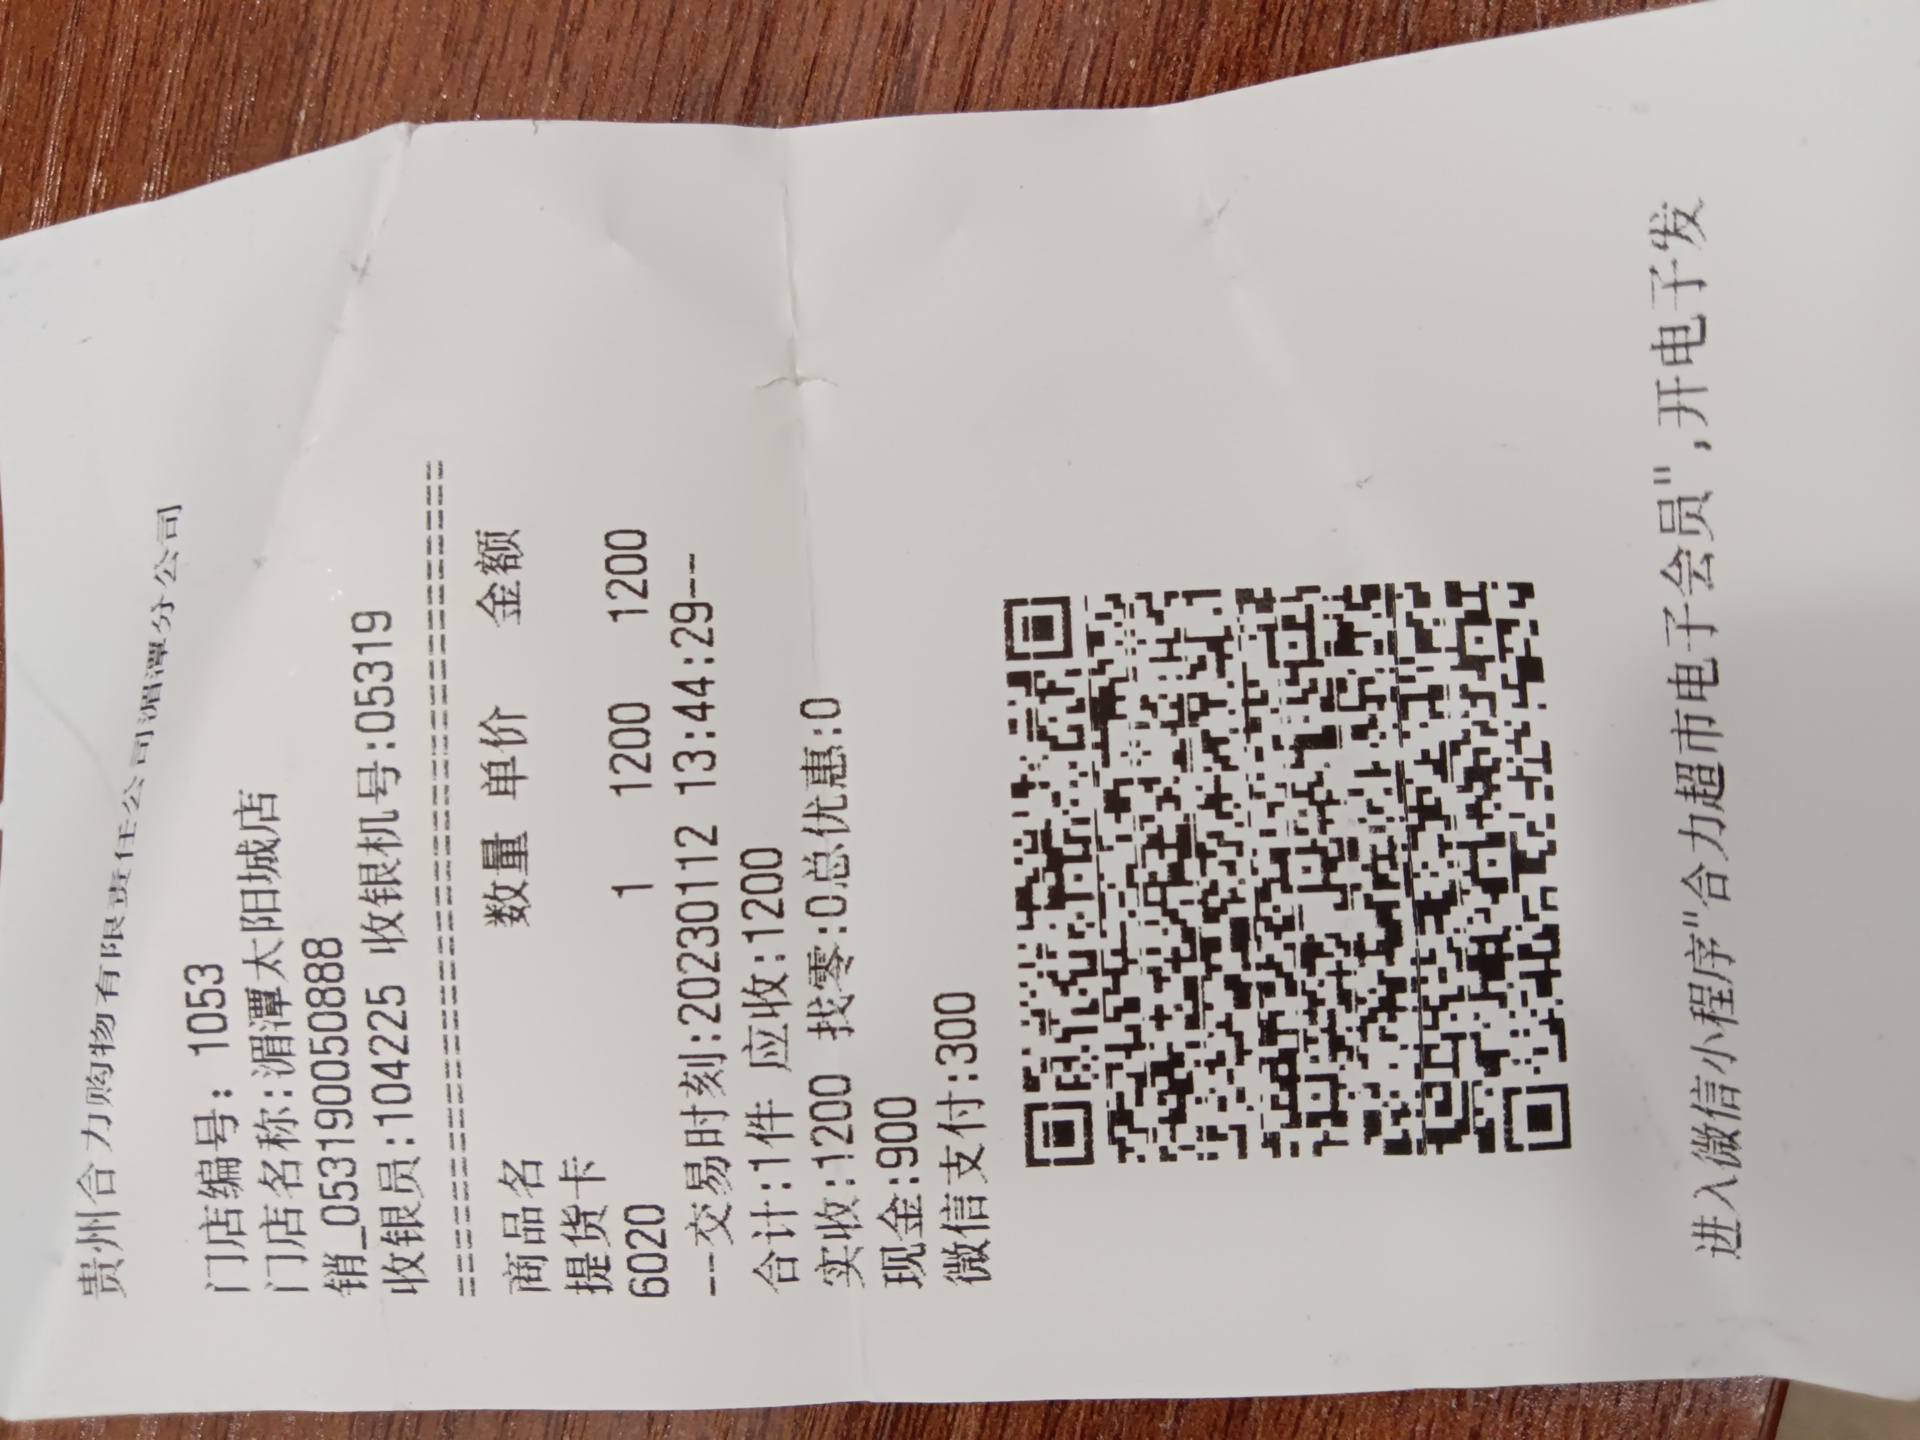 贵州合力购物有限责任公司湄潭分公司
门店编号: 1053
门店名称:湄潭太阳城店
销_053190050888
收银员:104225 收银机号:05319
========================================
商品名 数量 单价 金额
提货卡
6020 1 1200 1200
--交易时刻:20230112 13:44:29--
合计:1件 应收:1200
实收:1200 找零:0总优惠:0
现金:900
微信支付:300
进入微信小程序"合力超市电子会员",开电子发